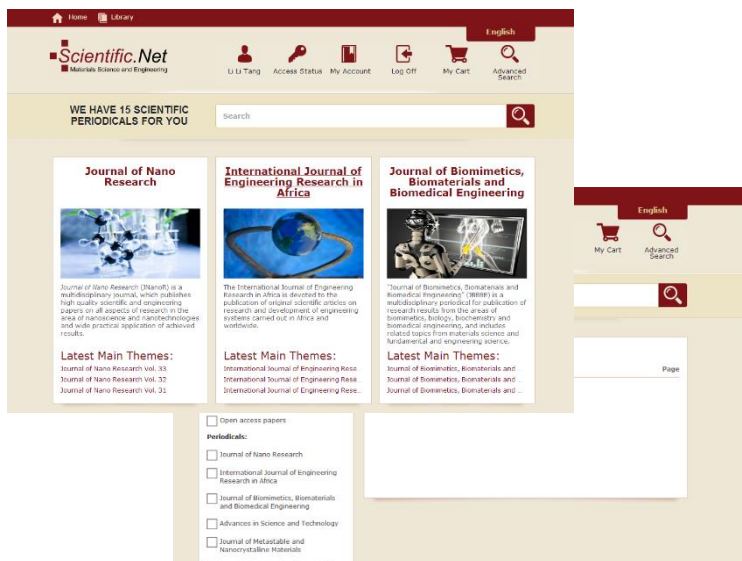 Home Library
English
Scientific.Net
Materials Science and Engineering
Li Li Tang Access Status My Account Log Off My Cart Advanced Search
WE HAVE 15 SCIENTIFIC
PERIODICALS FOR YOU
Search
Journal of Nano
Research
Journal of Nano Research (JNanoR) is a
multidisciplinary journal, which publishes
high quality scientific and engineering
papers on all aspects of research in the
area of nanoscience and nanotechnologies
and wide practical application of achieved
results.
Latest Main Themes:
Journal of Nano Research Vol. 33
Journal of Nano Research Vol. 32
Journal of Nano Research Vol. 31
International Journal of
Engineering Research in
Africa
The International Journal of Engineering
Research in Africa is devoted to the
publication of original scientific articles on
research and development of engineering
systems carried out in Africa and
worldwide.
Latest Main Themes:
International Journal of Engineering Rese...
International Journal of Engineering Rese...
International Journal of Engineering Rese...
Journal of Biomimetics,
Biomaterials and
Biomedical Engineering
"Journal of Biomimetics, Biomaterials and
Biomedical Engineering" (JBBBE) is a
multidisciplinary periodical for publication of
research results from the areas of
biomimetics, biology, biochemistry and
biomedical engineering, and includes
related topics from materials science and
fundamental and engineering science.
Latest Main Themes:
Journal of Biomimetics, Biomaterials and ...
Journal of Biomimetics, Biomaterials and ...
Journal of Biomimetics, Biomaterials and ...
English
My Cart Advanced Search
Page
Open access papers
Periodicals:
Journal of Nano Research
International Journal of Engineering
Research in Africa
Journal of Biomimetics, Biomaterials
and Biomedical Engineering
Advances in Science and Technology
Journal of Metastable and
Nanocrystalline Materials